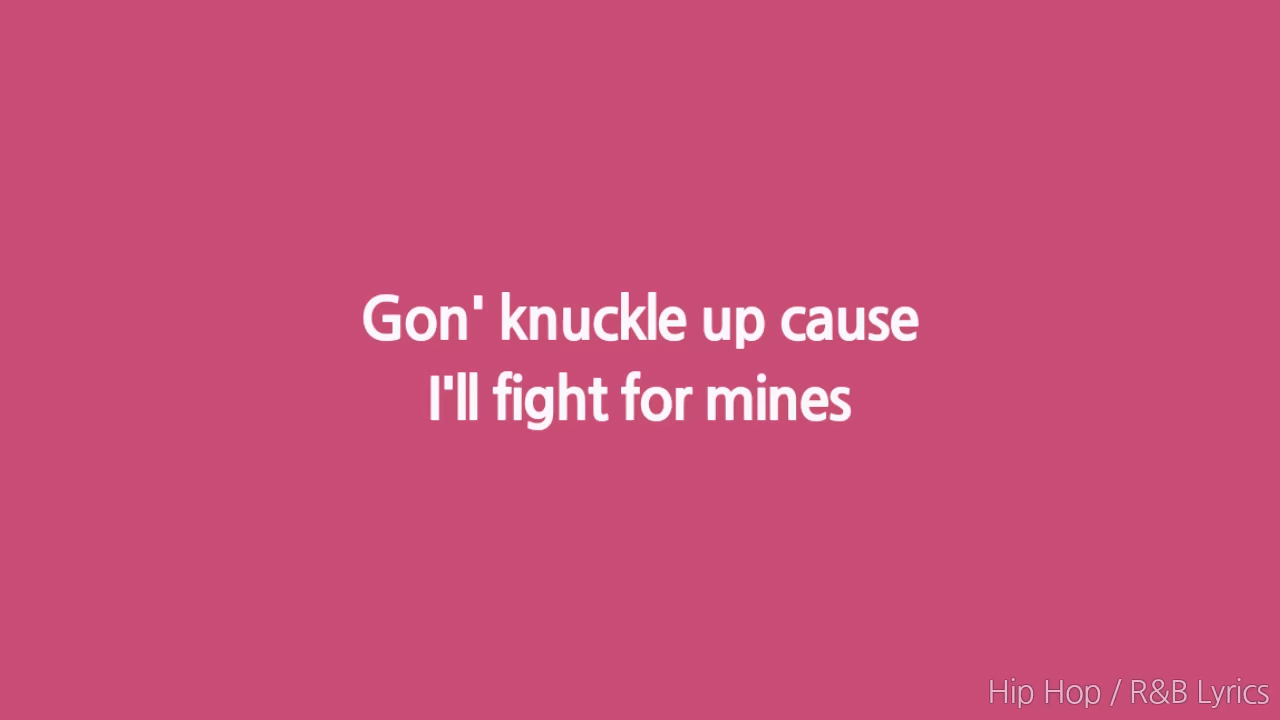 Gon' knuckle up cause
I'll fight for mines
Hip Hop / R&B Lyrics